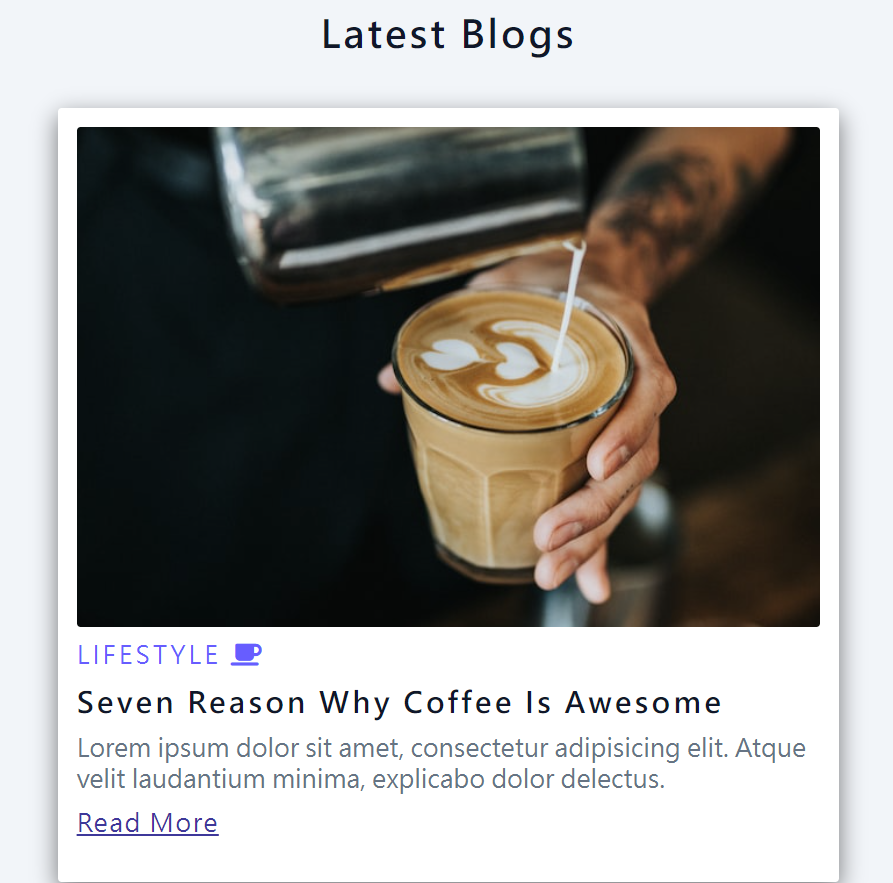 Latest Blogs
LIFESTYLE
Seven Reason Why Coffee Is Awesome
Lorem ipsum dolor sit amet, consectetur adipisicing elit. Atque
velit laudantium minima, explicabo dolor delectus.
Read More